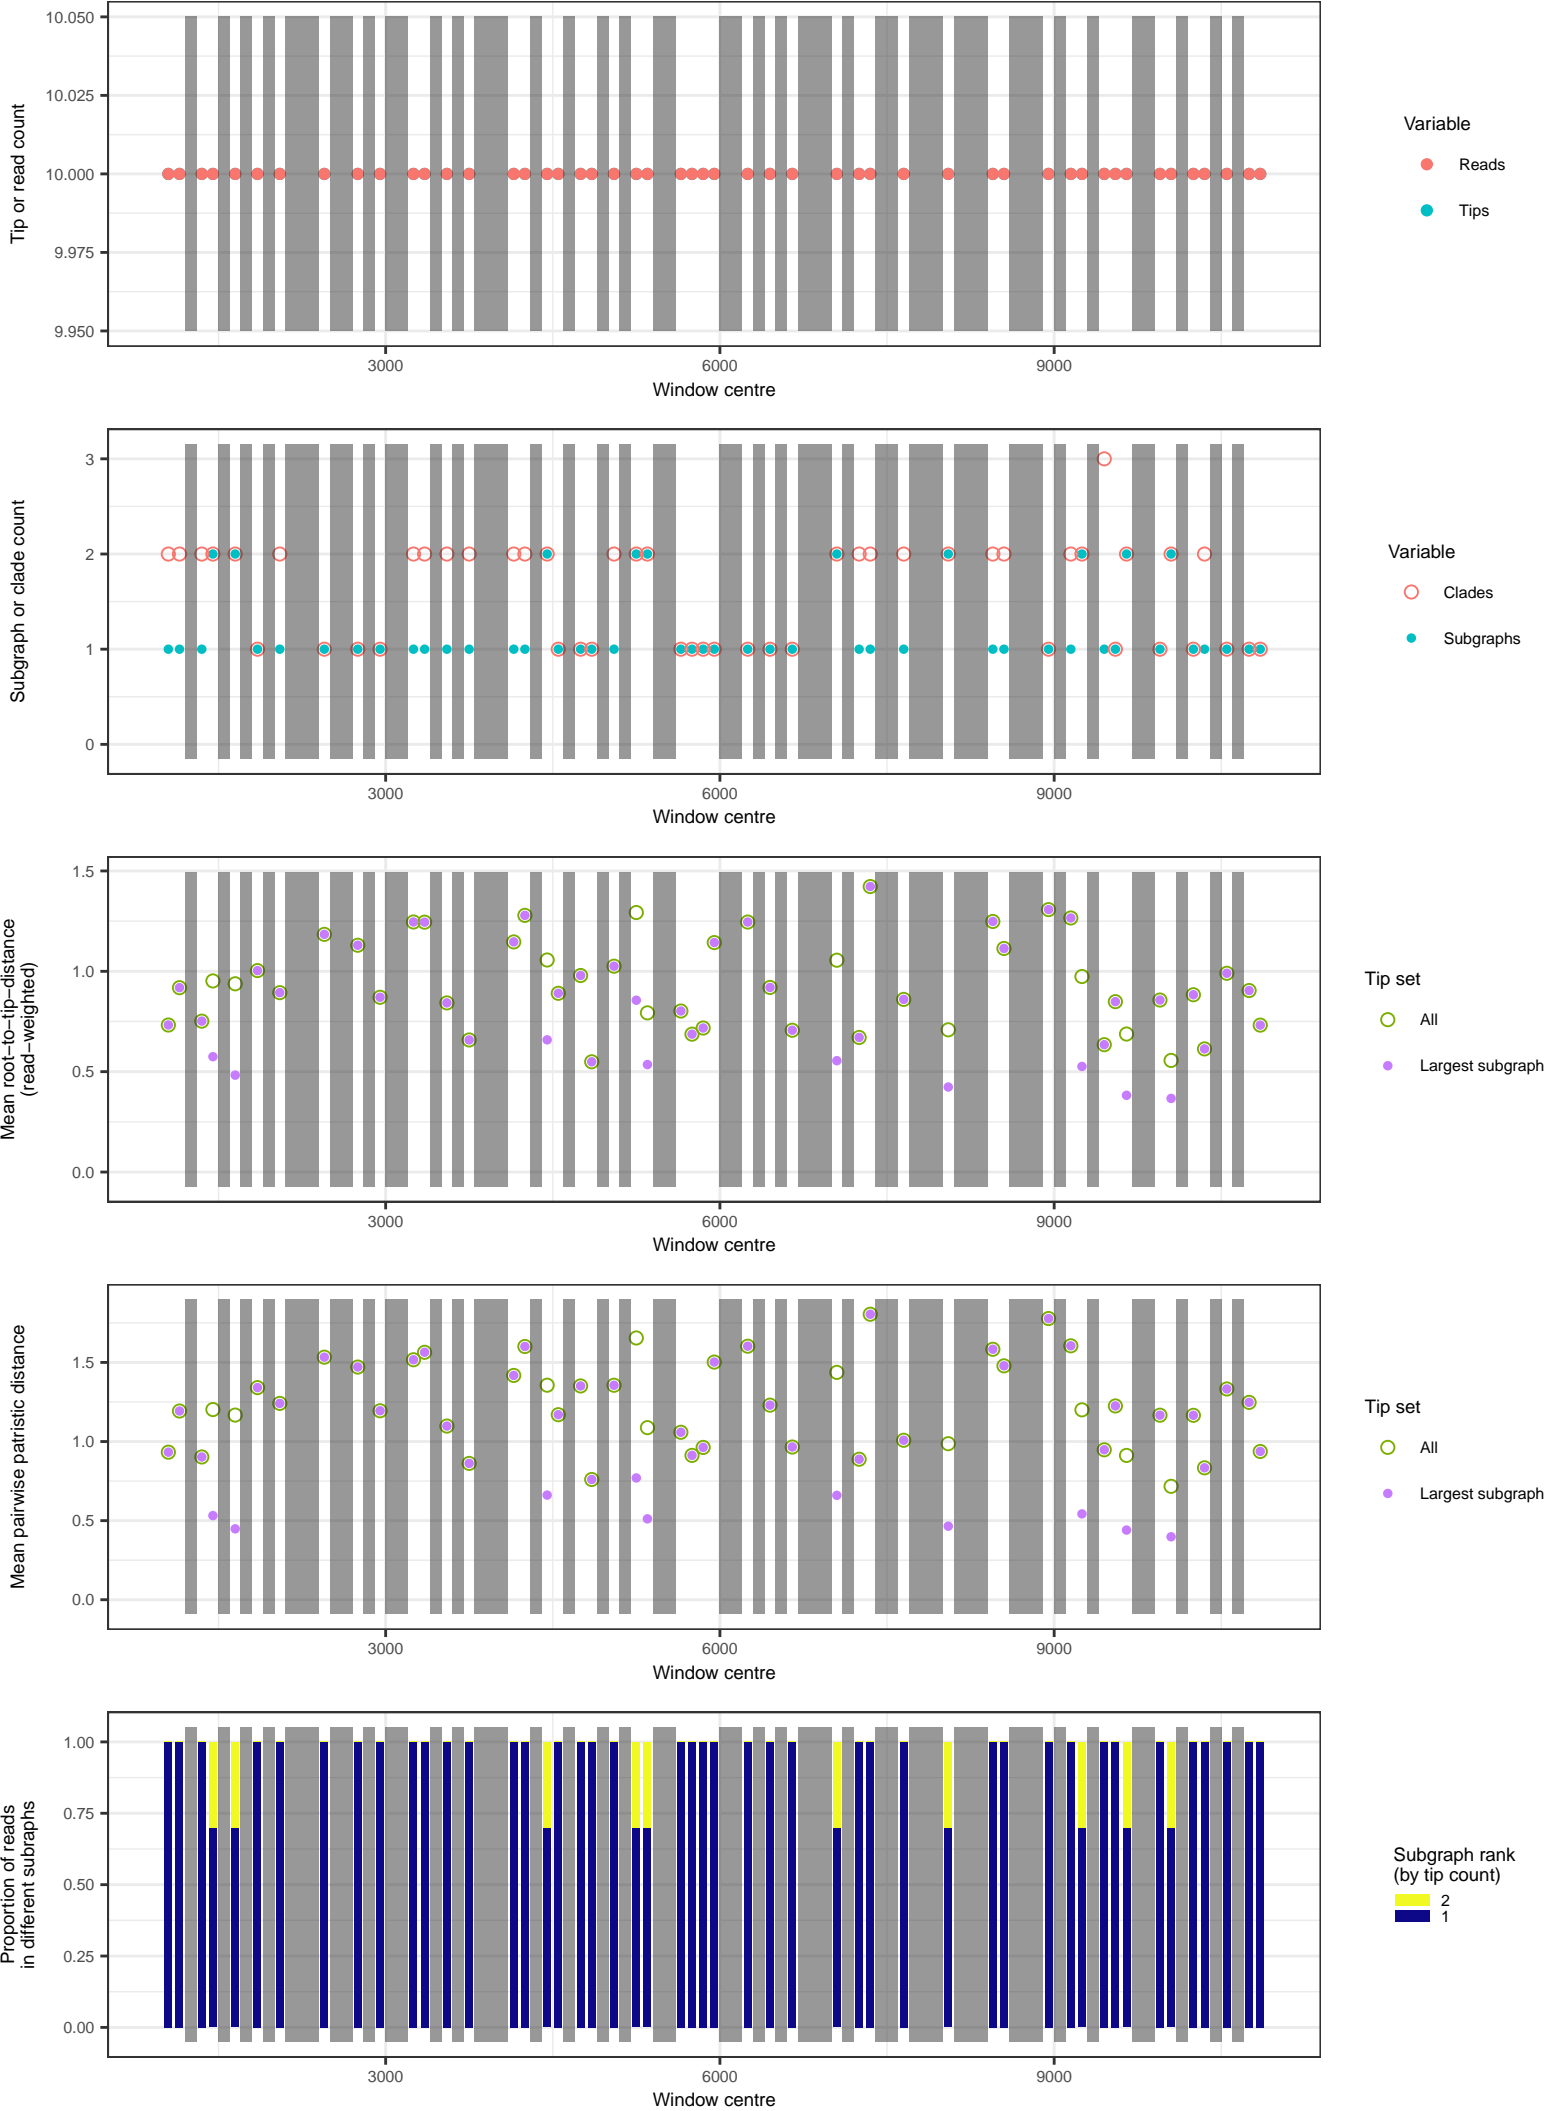 10.050
10.025
10.000
9.975
9.950
Tip or read count
3000
6000
9000
Window centre
Variable
Reads
Tips
3
2
1
0
Subgraph or clade count
3000
6000
9000
Window centre
Variable
Clades
Subgraphs
1.5
1.0
0.5
0.0
Mean root−to−tip−distance
(read−weighted)
3000
6000
9000
Window centre
Tip set
All
Largest subgraph
1.5
1.0
0.5
0.0
Mean pairwise patristic distance
3000
6000
9000
Window centre
Tip set
All
Largest subgraph
1.00
0.75
0.50
0.25
0.00
Proportion of reads
in different subraphs
3000
6000
9000
Window centre
Subgraph rank
(by tip count)
2
1